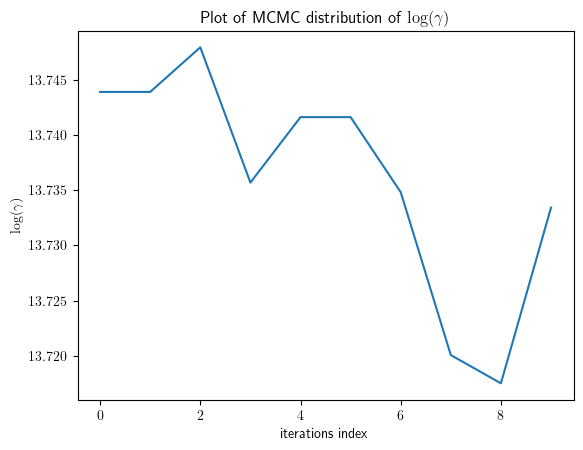 Plot of MCMC distribution of log(γ)
13.745
13.740
13.735
13.730
13.725
13.720
log(γ)
0 2 4 6 8
iterations index